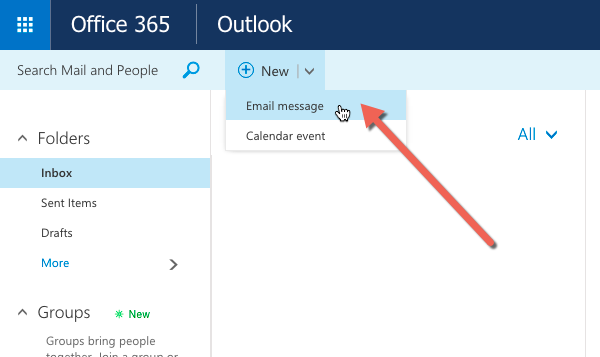 Office 365
Outlook
Search Mail and People
New
Email message
Calendar event
All
Folders
Inbox
Sent Items
Drafts
More
Groups
New
Groups bring people
together. Join a group or